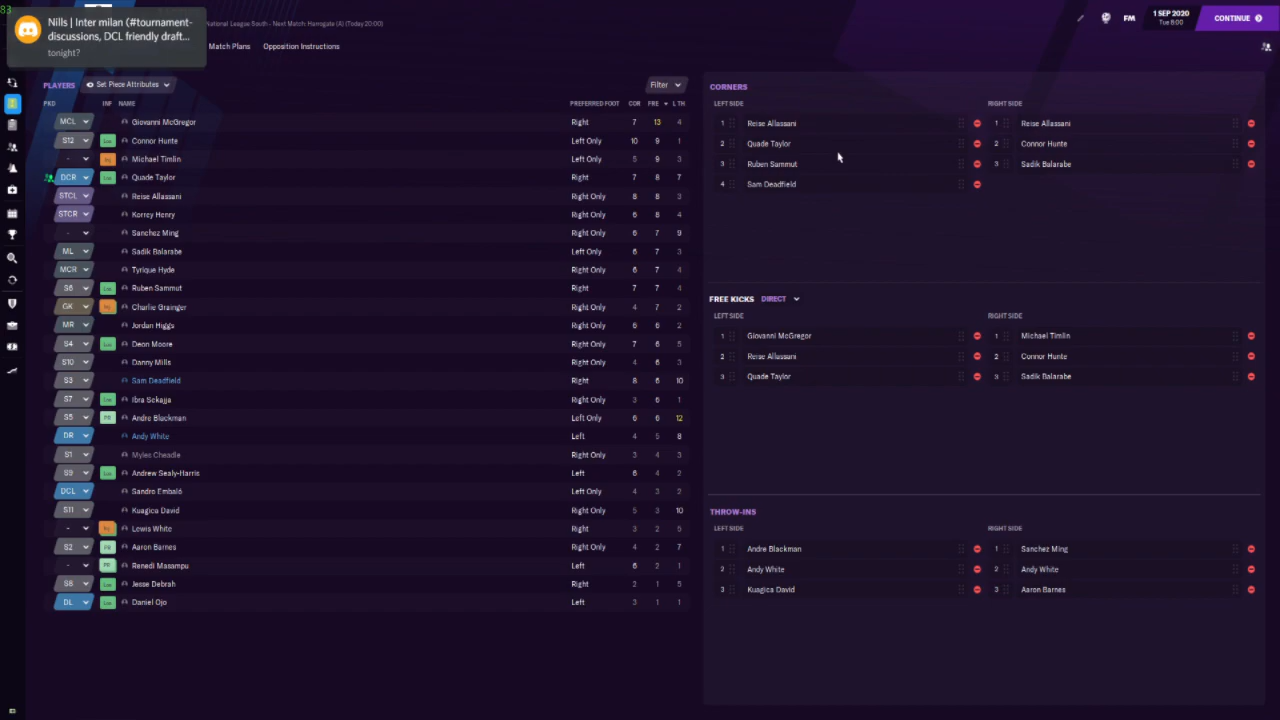 83
Nills | Inter milan (#tournament-
discussions, DCL friendly draft...
tonight?
National League South - Next Match: Harrogate (A) (Today 20:00)
FM
1 SEP 2020
Tue 8:00
CONTINUE
Match Plans Opposition Instructions
PLAYERS Set Piece Attributes Filter
PKD INF NAME PREFERRED FOOT COR FRE L TH
MCL Giovanni McGregor Right 7 13 4
S12 Connor Hunte Left Only 10 9 1
- Michael Timlin Left Only 5 9 3
DCR Quade Taylor Right 7 8 7
STCL Reise Allassani Right Only 8 8 3
STCR Korrey Henry Right Only 6 8 4
- Sanchez Ming Right Only 6 7 9
ML Sadik Balarabe Left Only 6 7 3
MCR Tyrique Hyde Right Only 6 7 4
S6 Ruben Sammut Right 7 7 4
GK Charlie Grainger Right Only 4 7 2
MR Jordan Higgs Right Only 6 6 2
S4 Deon Moore Right Only 7 6 5
S10 Danny Mills Right Only 4 6 3
S3 Sam Deadfield Right 8 6 10
S7 Ibra Sekajja Right Only 3 6 1
S5 Andre Blackman Left Only 6 6 12
DR Andy White Left 4 5 8
S1 Myles Cheadle Right Only 3 4 3
S9 Andrew Sealy-Harris Left 6 4 2
DCL Sandro Embaló Left Only 4 3 2
S11 Kuagica David Left Only 5 3 10
- Lewis White Right 3 2 5
S2 Aaron Barnes Right Only 4 2 7
- Renedi Masampu Left 6 2 1
S8 Jesse Debrah Right 2 1 5
DL Daniel Ojo Left 3 1 1
CORNERS
LEFT SIDE RIGHT SIDE
1 Reise Allassani 1 Reise Allassani
2 Quade Taylor 2 Connor Hunte
3 Ruben Sammut 3 Sadik Balarabe
4 Sam Deadfield
FREE KICKS DIRECT
LEFT SIDE RIGHT SIDE
1 Giovanni McGregor 1 Michael Timlin
2 Reise Allassani 2 Connor Hunte
3 Quade Taylor 3 Sadik Balarabe
THROW-INS
LEFT SIDE RIGHT SIDE
1 Andre Blackman 1 Sanchez Ming
2 Andy White 2 Andy White
3 Kuagica David 3 Aaron Barnes